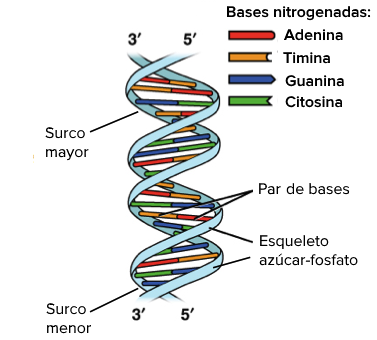 Bases nitrogenadas:
Adenina
Timina
Guanina
Citosina
3′ 5′
Surco
mayor
Par de bases
Esqueleto
azúcar-fosfato
Surco
menor
3′ 5′